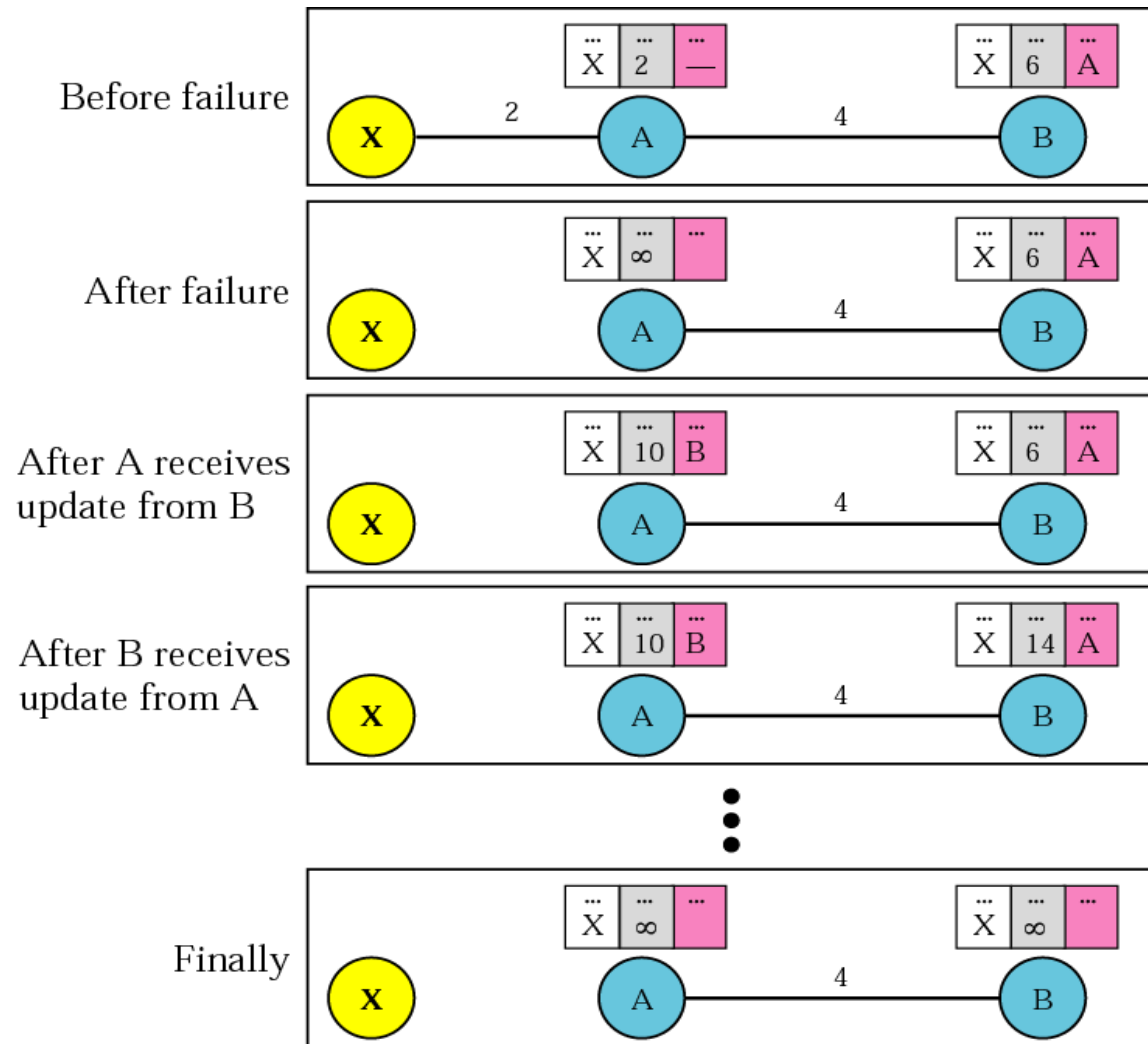 ... ... ... ... ... ...
X 2 — X 6 A
Before failure
2 4
X A B
... ... ... ... ... ...
X ∞ X 6 A
After failure
4
X A B
... ... ... ... ... ...
X 10 B X 6 A
After A receives
update from B
4
X A B
... ... ... ... ... ...
X 10 B X 14 A
After B receives
update from A
4
X A B
... ... ... ... ... ...
X ∞ X ∞
Finally
4
X A B